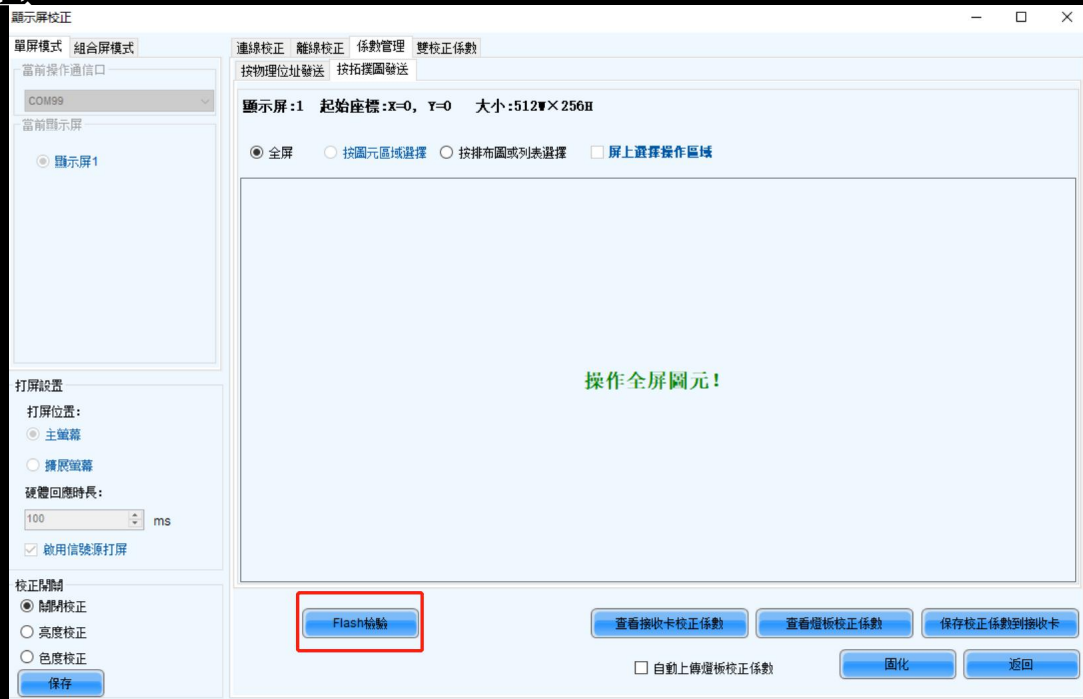 顯示屏校正
單屏模式 組合屏模式
當前操作通信口
COM99
當前顯示屏
顯示屏1
打屏設置
打屏位置:
主螢幕
擴展螢幕
硬體回應時長:
100 ms
啟用信號源打屏
校正開關
關閉校正
亮度校正
色度校正
保存
連線校正 離線校正 係數管理 雙校正係數
按物理位址發送 按拓撲圖發送
顯示屏:1 起始座標:X=0, Y=0 大小:512W×256H
全屏 按圖元區域選擇 按排布圖或列表選擇 屏上選擇操作區域
操作全屏圖元!
Flash檢驗 查看接收卡校正係數 查看燈板校正係數 保存校正係數到接收卡
自動上傳燈板校正係數 固化 返回